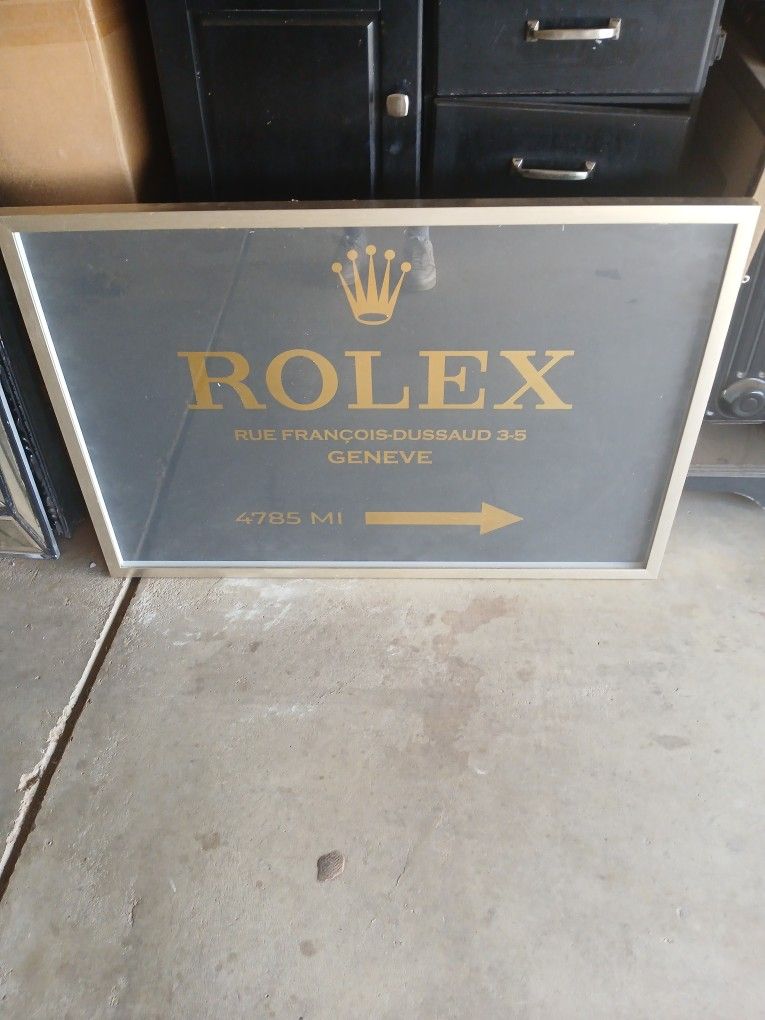 ROLEX
RUE FRANÇOIS-DUSSAUD 3-5
GENEVE
4785 MI